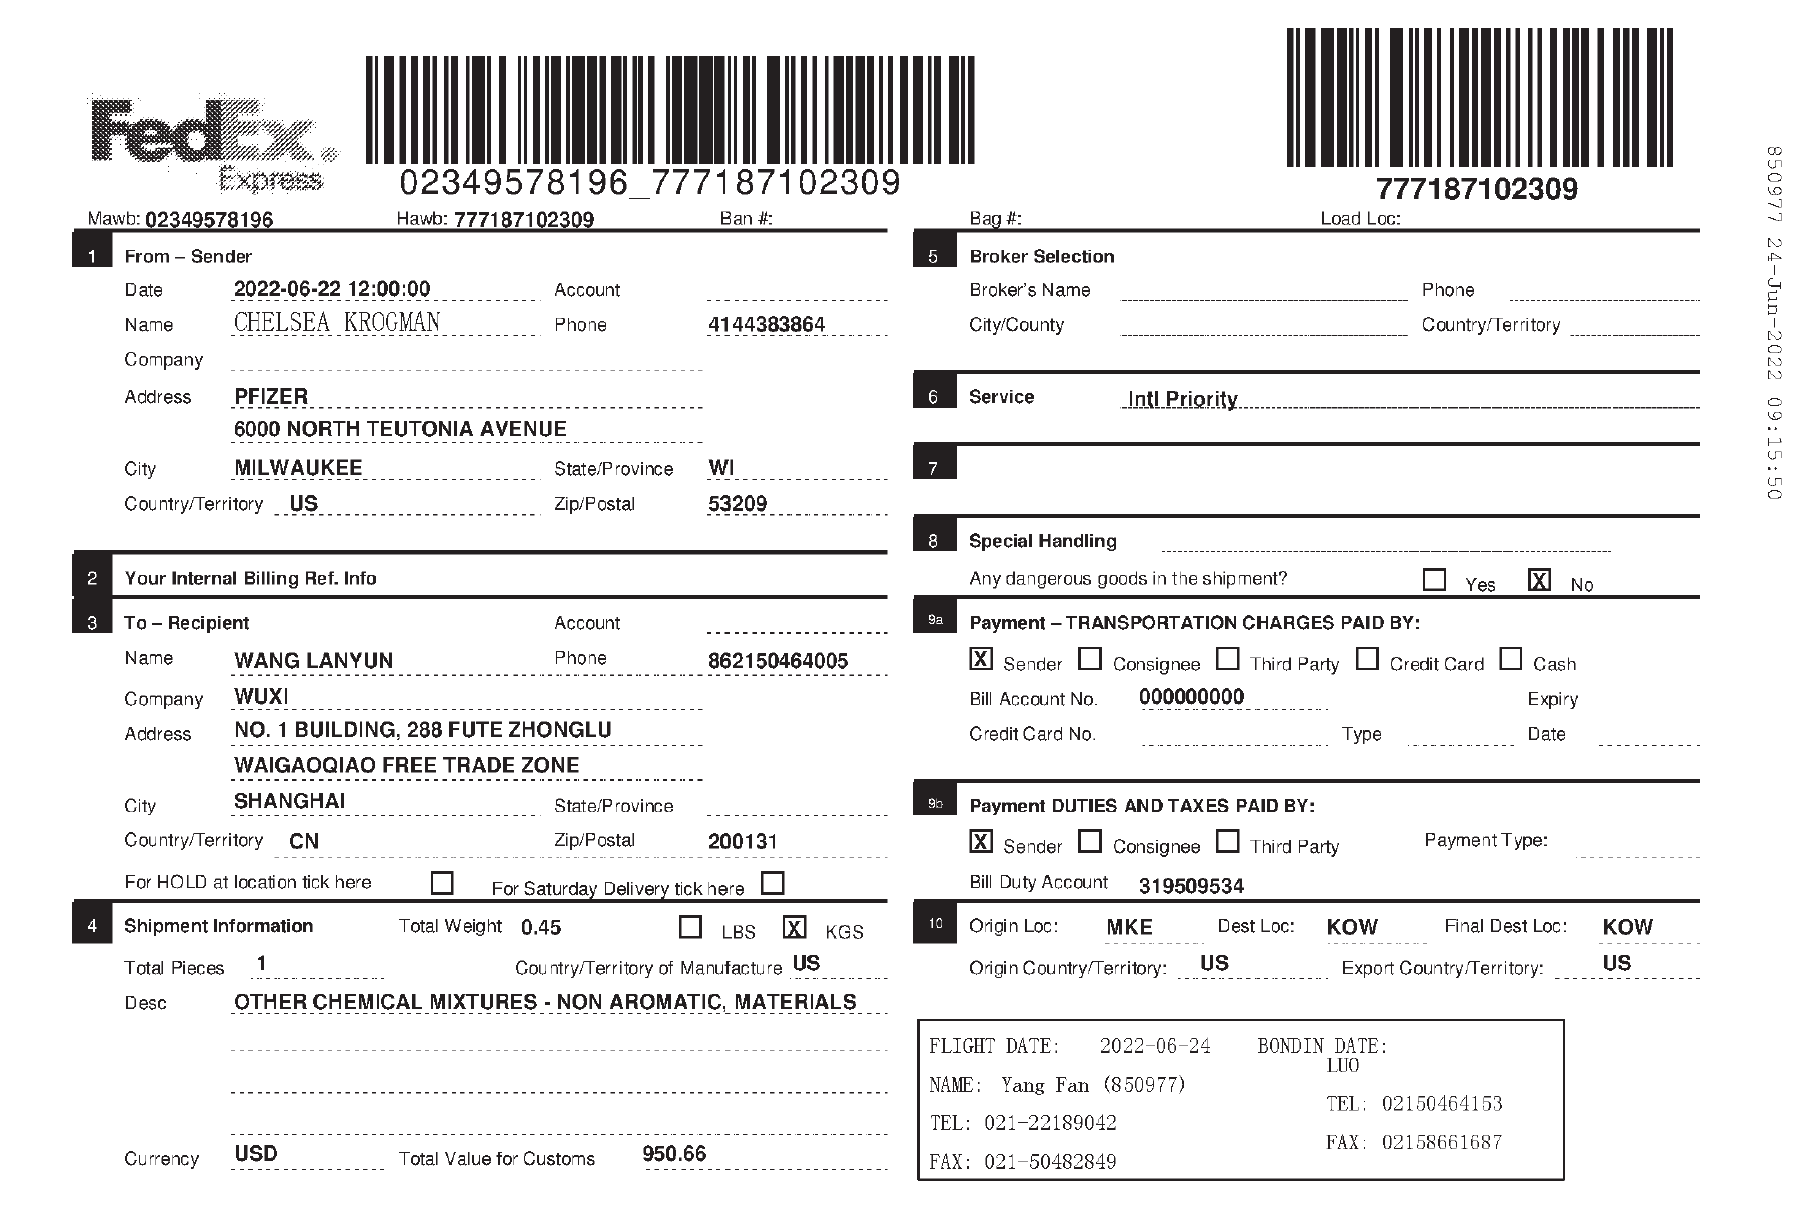 FedEx®
Express
02349578196_777187102309
777187102309
Mawb: 02349578196 Hawb: 777187102309 Ban #: Bag #: Load Loc:
1 From – Sender
Date 2022-06-22 12:00:00 Account
Name CHELSEA KROGMAN Phone 4144383864
Company
Address PFIZER
6000 NORTH TEUTONIA AVENUE
City MILWAUKEE State/Province WI
Country/Territory US Zip/Postal 53209
2 Your Internal Billing Ref. Info
3 To – Recipient Account
Name WANG LANYUN Phone 862150464005
Company WUXI
Address NO. 1 BUILDING, 288 FUTE ZHONGLU
WAIGAOQIAO FREE TRADE ZONE
City SHANGHAI State/Province
Country/Territory CN Zip/Postal 200131
For HOLD at location tick here For Saturday Delivery tick here
4 Shipment Information Total Weight 0.45 LBS X KGS
Total Pieces 1 Country/Territory of Manufacture US
Desc OTHER CHEMICAL MIXTURES - NON AROMATIC, MATERIALS
Currency USD Total Value for Customs 950.66
5 Broker Selection
Broker's Name Phone
City/County Country/Territory
6 Service Intl Priority
7
8 Special Handling
Any dangerous goods in the shipment? Yes X No
9a Payment – TRANSPORTATION CHARGES PAID BY:
X Sender Consignee Third Party Credit Card Cash
Bill Account No. 000000000 Expiry
Credit Card No. Type Date
9b Payment DUTIES AND TAXES PAID BY:
X Sender Consignee Third Party Payment Type:
Bill Duty Account 319509534
10 Origin Loc: MKE Dest Loc: KOW Final Dest Loc: KOW
Origin Country/Territory: US Export Country/Territory: US
FLIGHT DATE: 2022-06-24 BONDIN DATE:
LUO
NAME: Yang Fan (850977)
TEL: 02150464153
TEL: 021-22189042
FAX: 02158661687
FAX: 021-50482849
850977 24-Jun-2022 09:15:50